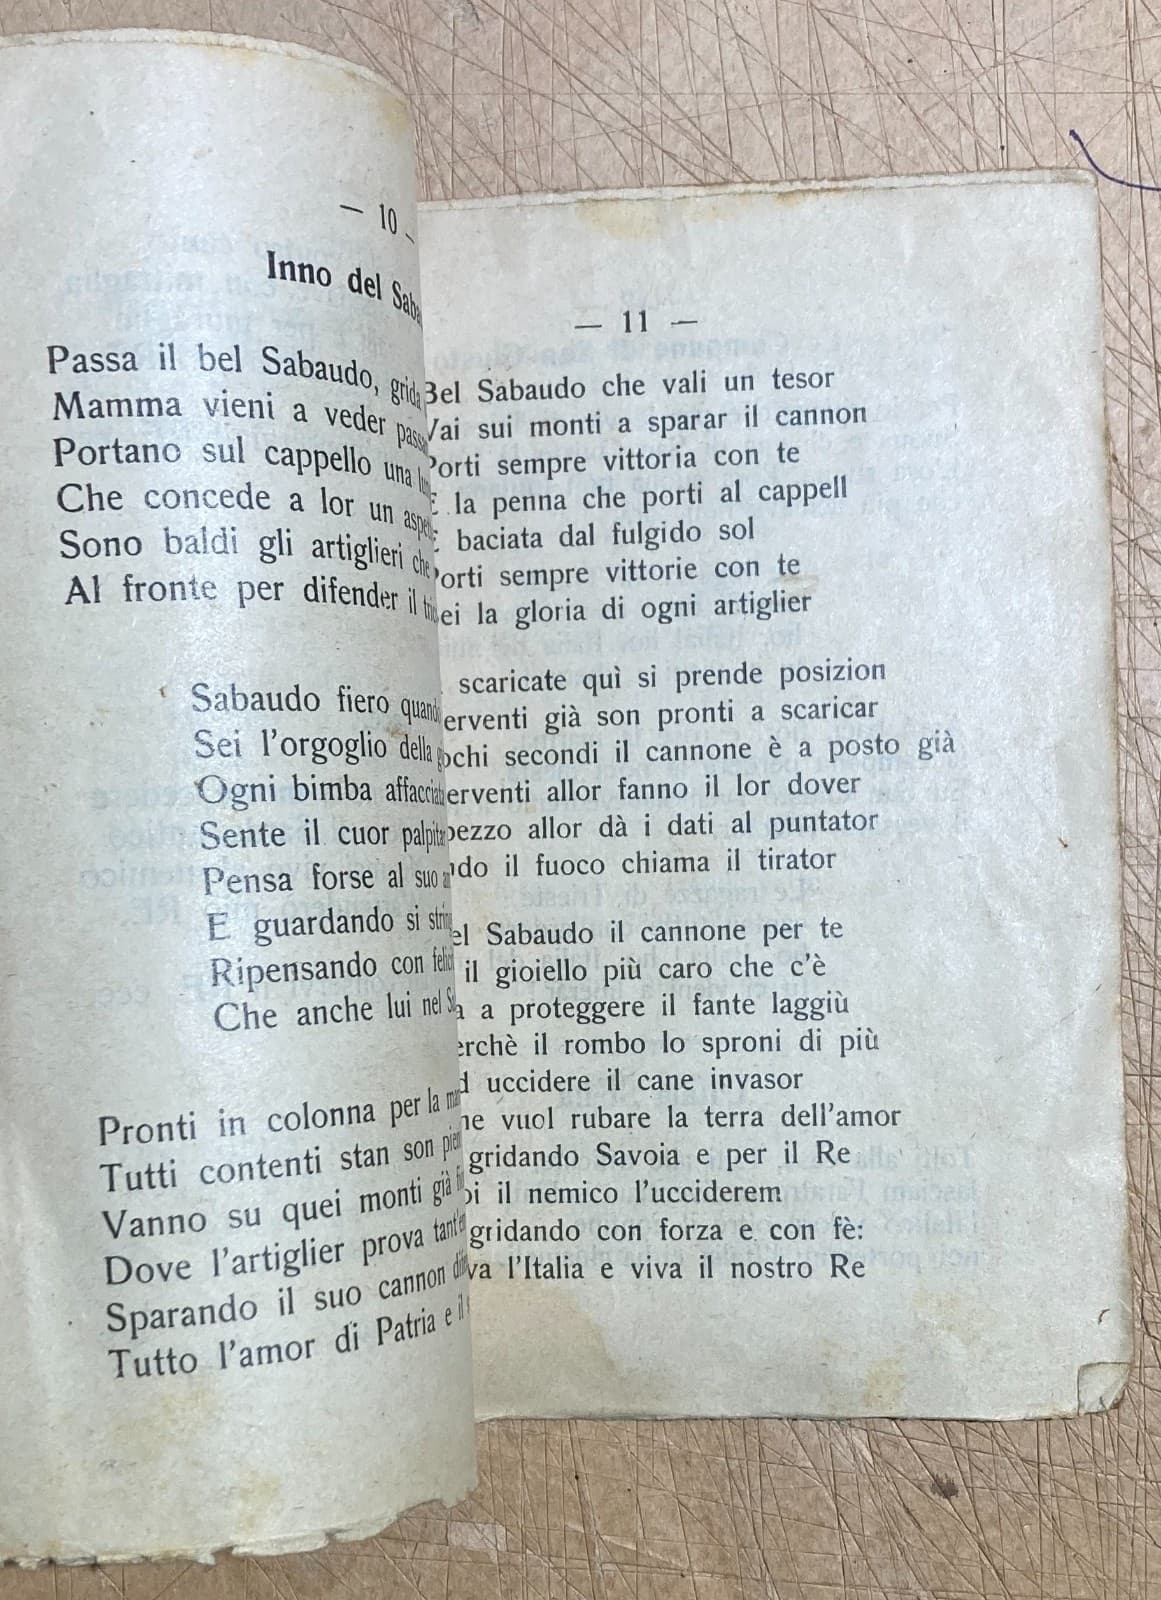 — 10 -
Inno del
Passa il bel Sabaudo,
Mamma vieni a veder
Portano sul cappello una
Che concede a lor un
Sono baldi gli artiglieri che
Al fronte per difender il
Sabaudo fiero
Sei l'orgoglio della
Ogni bimba
Sente il cuor
Pensa forse al suo
E guardando si
Ripensando con
Che anche lui nel
Pronti in colonna per la
Tutti contenti stan son
Vanno su quei monti già
Dove l'artiglier prova
Sparando il suo cannon
Tutto l'amor di Patria e il
— 11 —
Bel Sabaudo che vali un tesor
Vai sui monti a sparar il cannon
Porti sempre vittoria con te
E la penna che porti al cappell
E baciata dal fulgido sol
Porti sempre vittorie con te
ei la gloria di ogni artiglier
scaricate quì si prende posizion
erventi già son pronti a scaricar
ochi secondi il cannone è a posto già
erventi allor fanno il lor dover
pezzo allor dà i dati al puntator
ndo il fuoco chiama il tirator
el Sabaudo il cannone per te
il gioiello più caro che c'è
a a proteggere il fante laggiù
erchè il rombo lo sproni di più
d uccidere il cane invasor
he vuol rubare la terra dell'amor
gridando Savoia e per il Re
oi il nemico l'ucciderem
gridando con forza e con fè:
va l'Italia e viva il nostro Re